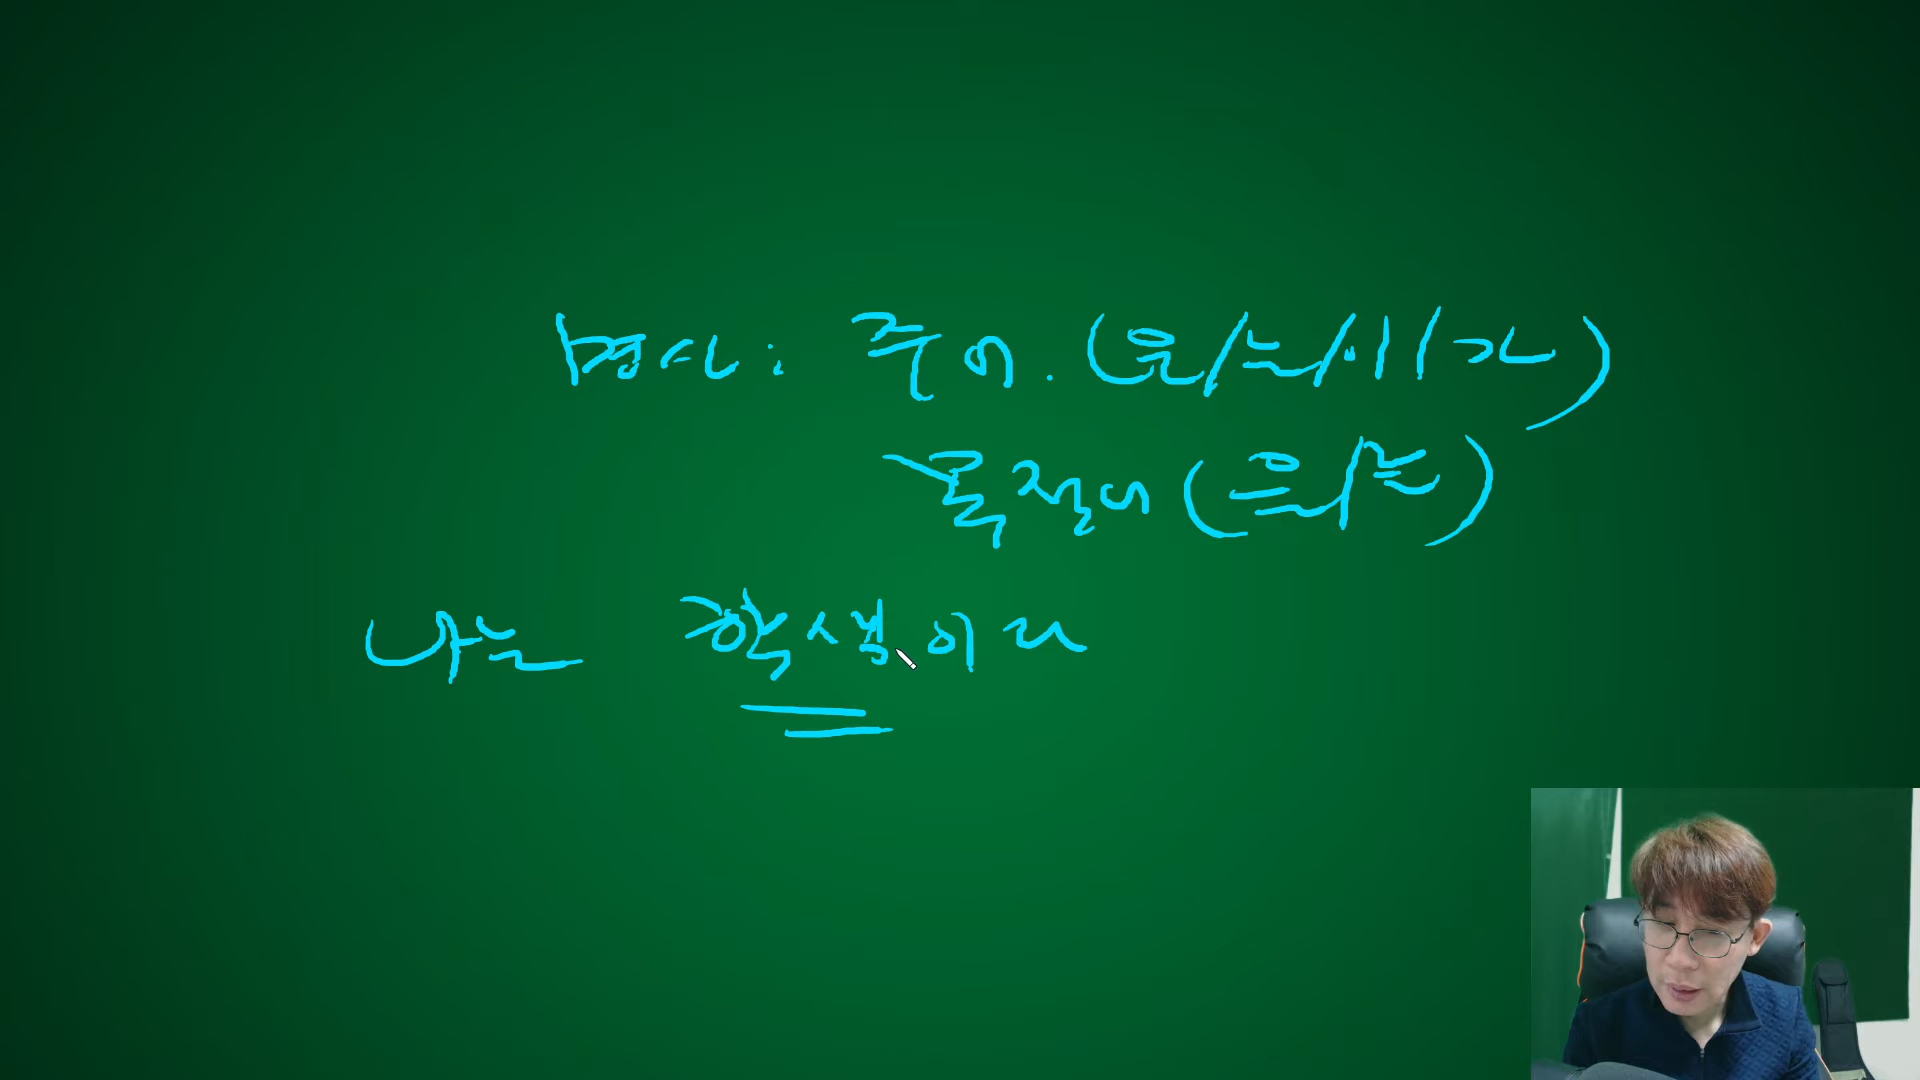 명사 : 주어 . (은/는/이/가)
목적어 (을/를)
나는 학생이다